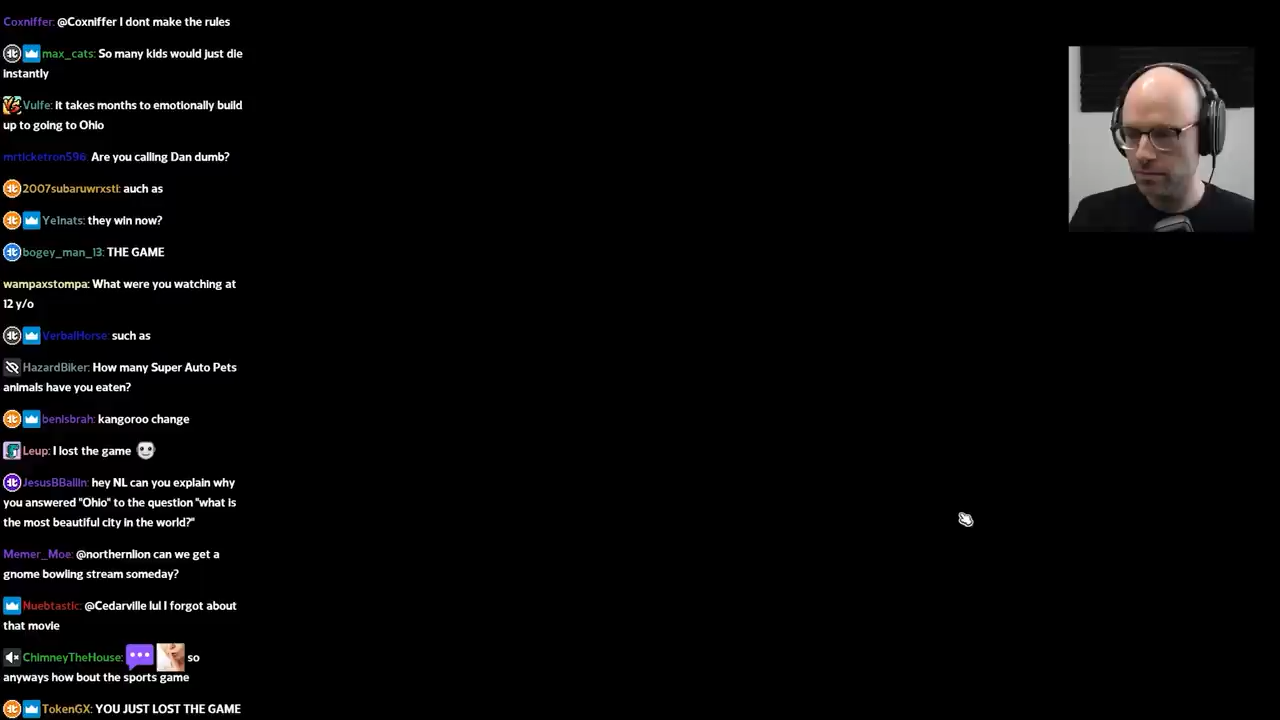 Coxniffer: @Coxniffer I dont make the rules
max_cats: So many kids would just die
instantly
Vulfe: it takes months to emotionally build
up to going to Ohio
mrticketron596: Are you calling Dan dumb?
2007subaruwrxsti: auch as
Ye1nats: they win now?
bogey_man_13: THE GAME
wampaxstompa: What were you watching at
12 y/o
VerbalHorse: such as
HazardBiker: How many Super Auto Pets
animals have you eaten?
benisbrah: kangoroo change
Leup: I lost the game
JesusBBallin: hey NL can you explain why
you answered "Ohio" to the question "what is
the most beautiful city in the world?"
Memer_Moe: @northernlion can we get a
gnome bowling stream someday?
Nuebtastic: @Cedarville lul I forgot about
that movie
ChimneyTheHouse: so
anyways how bout the sports game
TokenGX: YOU JUST LOST THE GAME